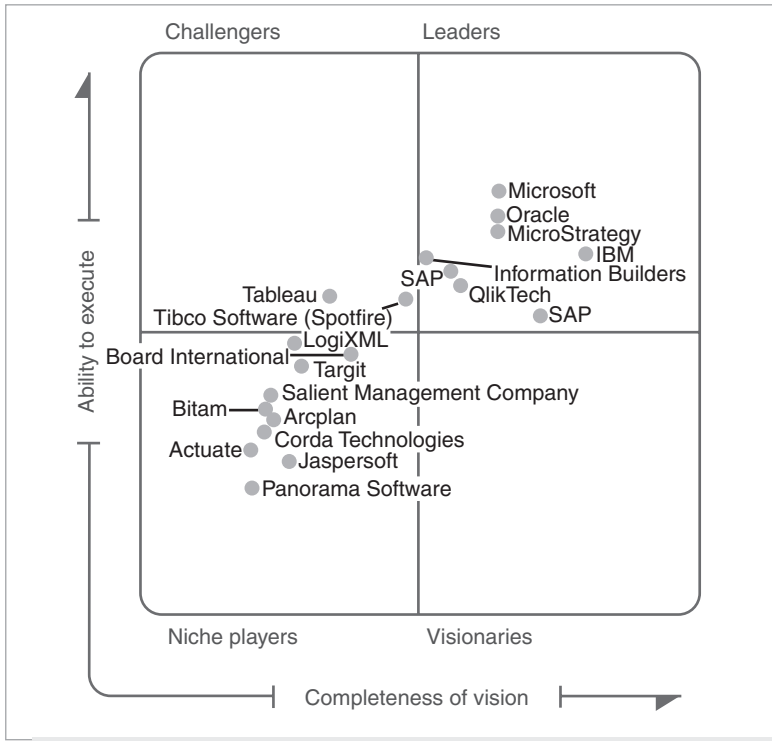 Challengers
Leaders
Ability to execute
Microsoft
Oracle
MicroStrategy
IBM
Information Builders
SAP
QlikTech
Tableau
SAP
Tibco Software (Spotfire)
LogiXML
Board International
Targit
Salient Management Company
Bitam
Arcplan
Corda Technologies
Actuate
Jaspersoft
Panorama Software
Niche players
Visionaries
Completeness of vision